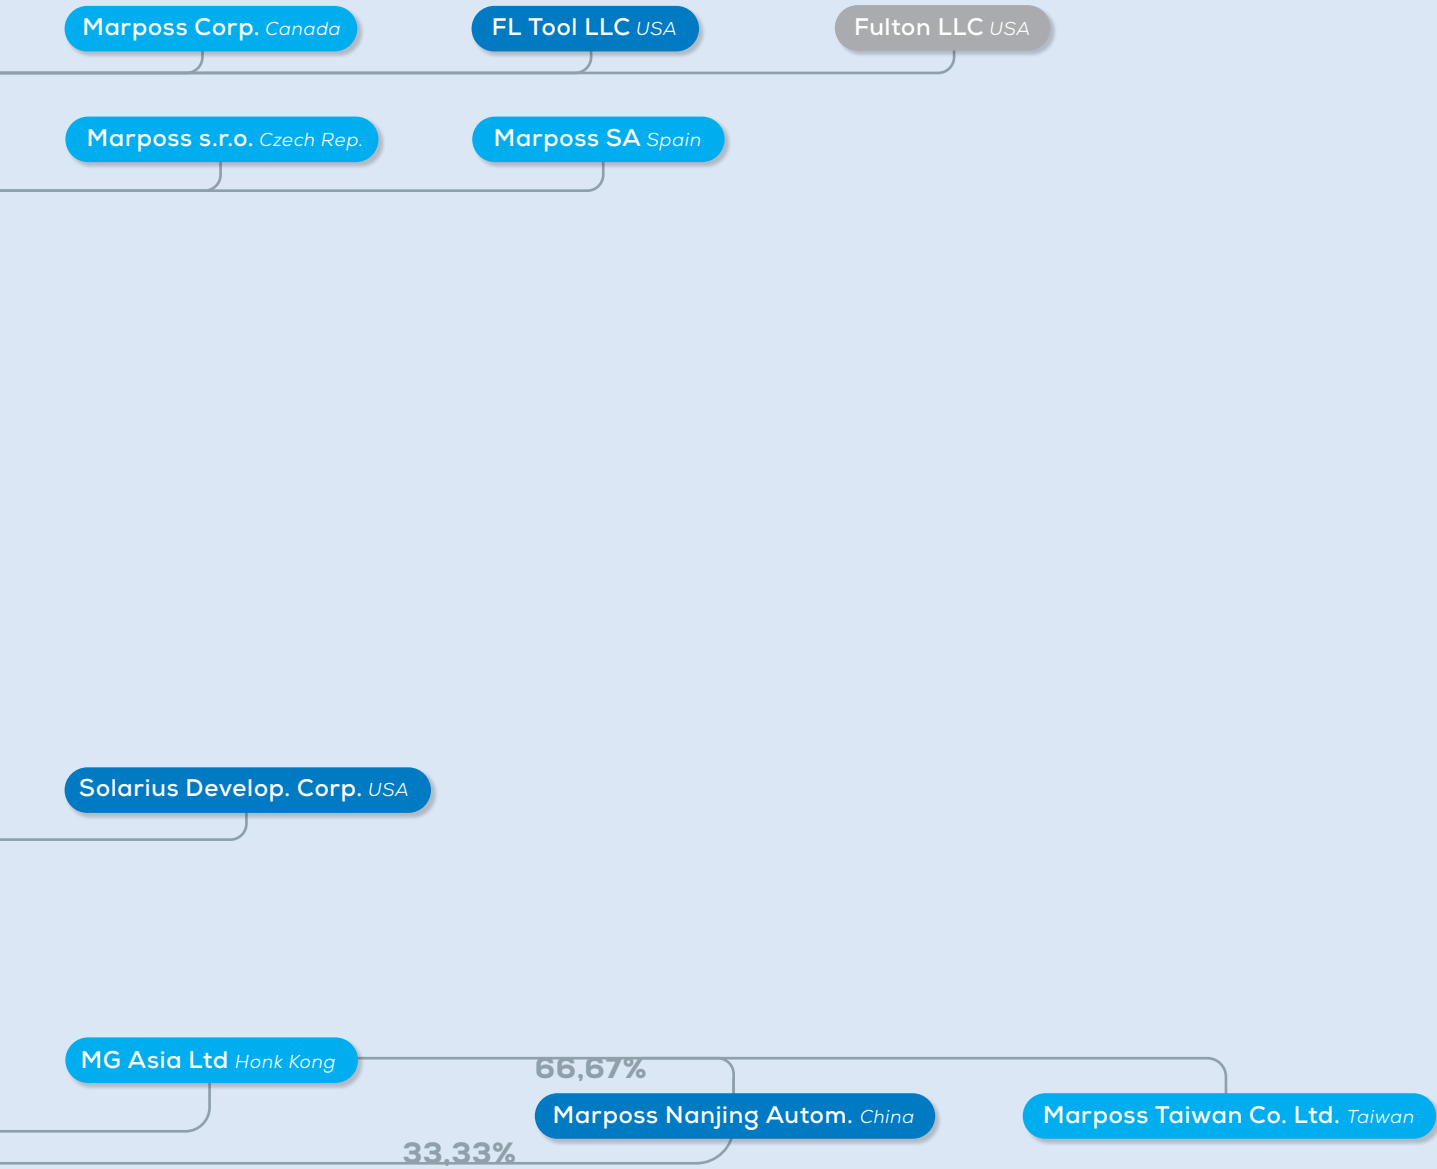 Marposs Corp. Canada
FL Tool LLC USA
Fulton LLC USA
Marposs s.r.o. Czech Rep.
Marposs SA Spain
Solarius Develop. Corp. USA
MG Asia Ltd Honk Kong
66,67%
Marposs Nanjing Autom. China
Marposs Taiwan Co. Ltd. Taiwan
33,33%